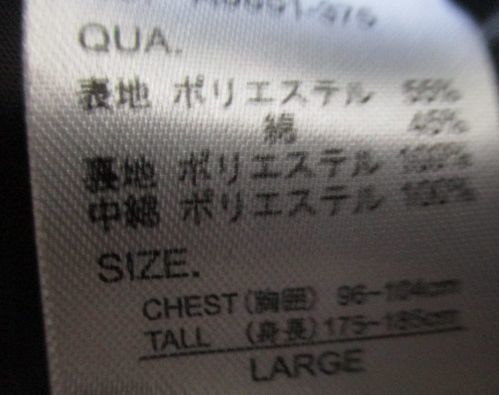 QUA.
表地 ポリエステル 55%
綿 45%
裏地 ポリエステル 100%
中綿 ポリエステル 100%
SIZE.
CHEST(胸囲) 96-104cm
TALL (身長)175-185cm
LARGE